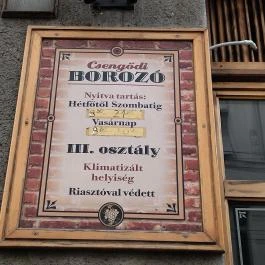 Csengődi
BOROZÓ
Nyitva tartás:
Hétfőtől Szombatig
Vasárnap
III. osztály
Klimatizált
helyiség
Riasztóval védett